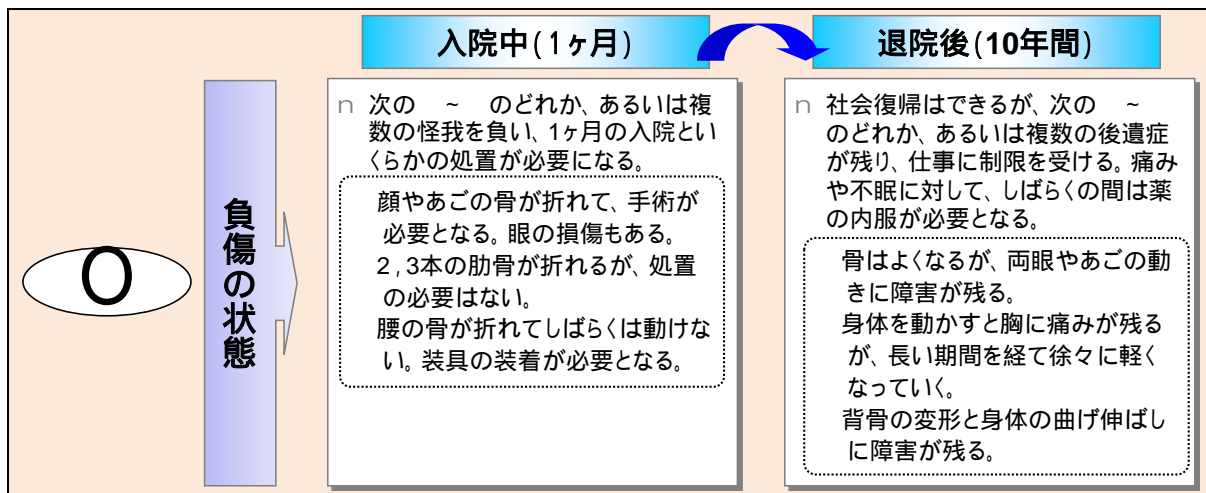 入院中(1ヶ月)
退院後(10年間)
O
負傷の状態
n 次の ~ のどれか、あるいは複
数の怪我を負い、1ヶ月の入院とい
くらかの処置が必要になる。
顔やあごの骨が折れて、手術が
必要となる。眼の損傷もある。
2,3本の肋骨が折れるが、処置
の必要はない。
腰の骨が折れてしばらくは動けな
い。装具の装着が必要となる。
n 社会復帰はできるが、次の ~
のどれか、あるいは複数の後遺症
が残り、仕事に制限を受ける。痛み
や不眠に対して、しばらくの間は薬
の内服が必要となる。
骨はよくなるが、両眼やあごの動
きに障害が残る。
身体を動かすと胸に痛みが残る
が、長い期間を経て徐々に軽く
なっていく。
背骨の変形と身体の曲げ伸ばし
に障害が残る。